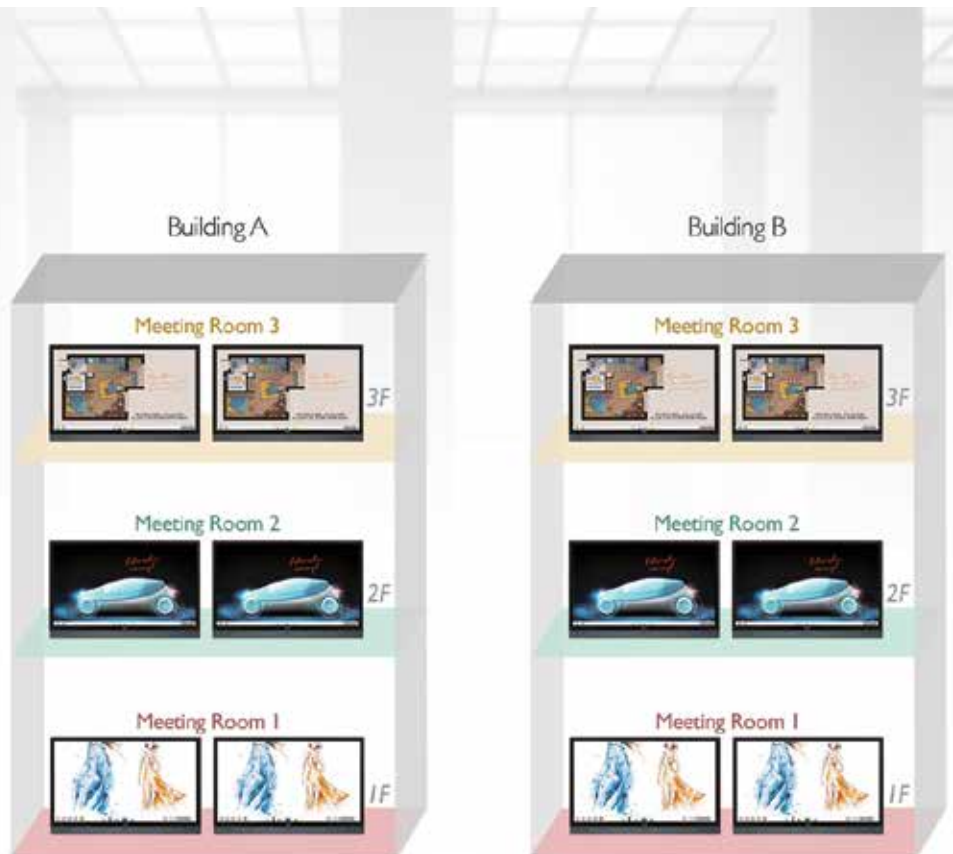 Building A
Meeting Room 3
3F
Meeting Room 2
2F
Meeting Room 1
1F
Building B
Meeting Room 3
3F
Meeting Room 2
2F
Meeting Room 1
1F